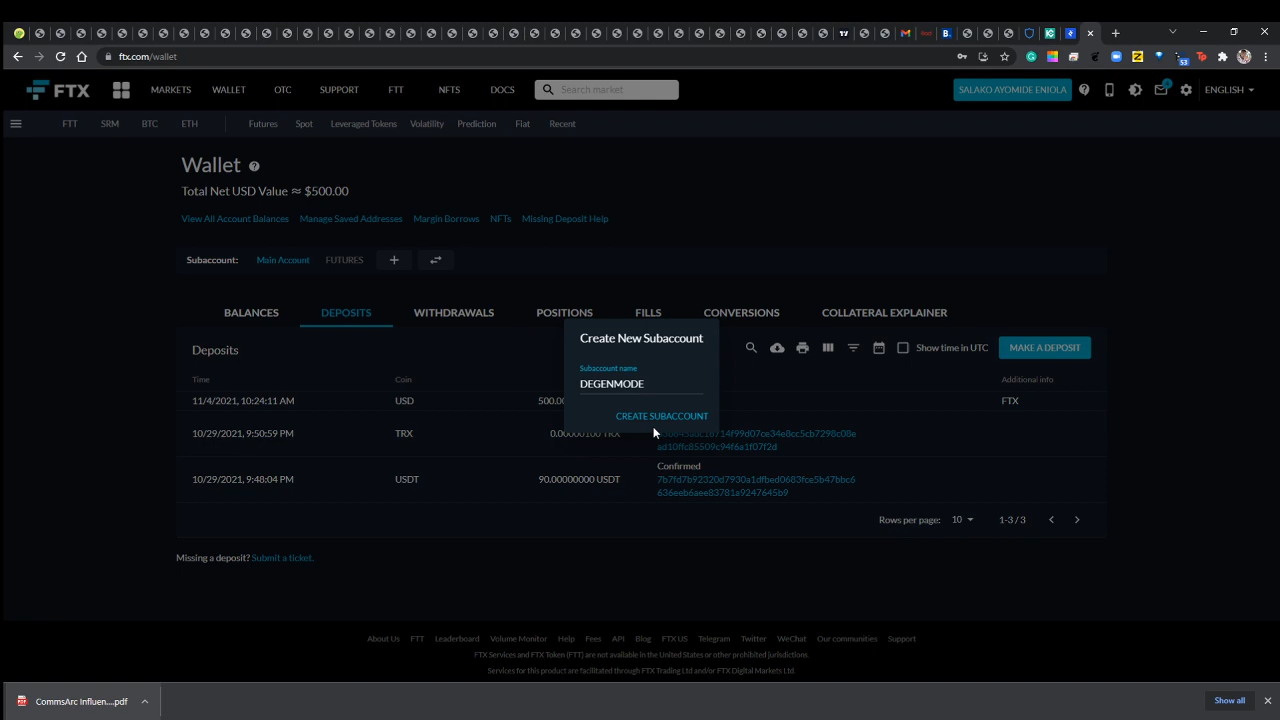 ftx.com/wallet
53
FTX MARKETS WALLET OTC SUPPORT FTT NFTS DOCS Search market SALAKO AYOMIDE ENIOLA ENGLISH
FTT SRM BTC ETH Futures Spot Leveraged Tokens Volatility Prediction Fiat Recent
Wallet
Total Net USD Value ≈ $500.00
View All Account Balances Manage Saved Addresses Margin Borrows NFTs Missing Deposit Help
Subaccount: Main Account FUTURES
BALANCES DEPOSITS WITHDRAWALS POSITIONS FILLS CONVERSIONS COLLATERAL EXPLAINER
Create New Subaccount
Subaccount name
DEGENMODE
CREATE SUBACCOUNT
Deposits Show time in UTC MAKE A DEPOSIT
Time Coin Additional info
11/4/2021, 10:24:11 AM USD FTX
10/29/2021, 9:50:59 PM TRX
ad10ffc85509c94f6a1f07f2d
Confirmed
10/29/2021, 9:48:04 PM USDT 90.00000000 USDT 7b7fd7b92320d7930a1dfbed0683fce5b47bbc6
636eeb6aee83781a9247645b9
Rows per page: 10 1-3 / 3
Missing a deposit? Submit a ticket.
About Us FTT Leaderboard Volume Monitor Help Fees API Blog FTX US Telegram Twitter WeChat Our communities Support
FTX Services and FTX Token (FTT) are not available in the United States or other prohibited jurisdictions.
Services for this product are facilitated through FTX Trading Ltd and/or FTX Digital Markets Ltd.
CommsArc Influen....pdf Show all